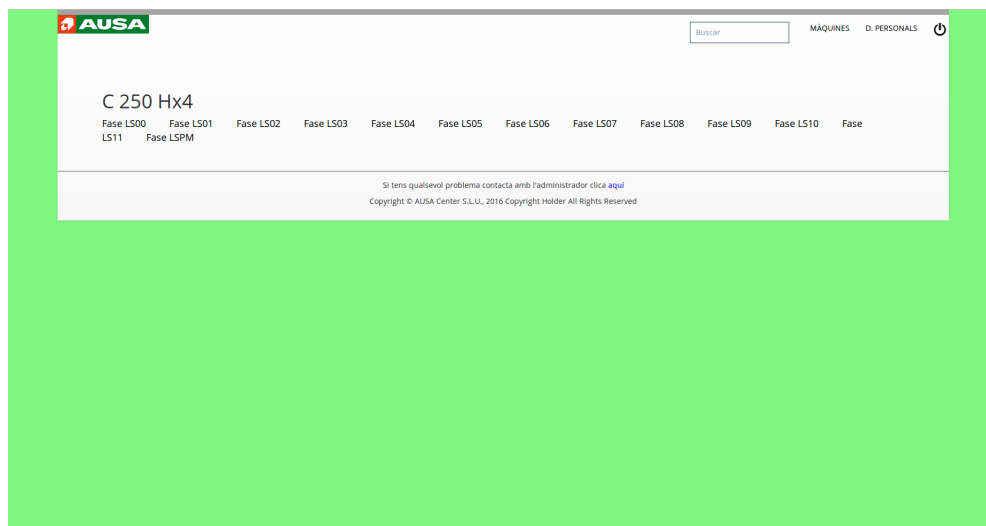 AUSA
Buscar
MÀQUINES
D. PERSONALS
C 250 Hx4
Fase LS00 Fase LS01 Fase LS02 Fase LS03 Fase LS04 Fase LS05 Fase LS06 Fase LS07 Fase LS08 Fase LS09 Fase LS10 Fase
LS11 Fase LSPM
Si tens qualsevol problema contacta amb l'administrador clica aquí
Copyright © AUSA Center S.L.U., 2016 Copyright Holder All Rights Reserved